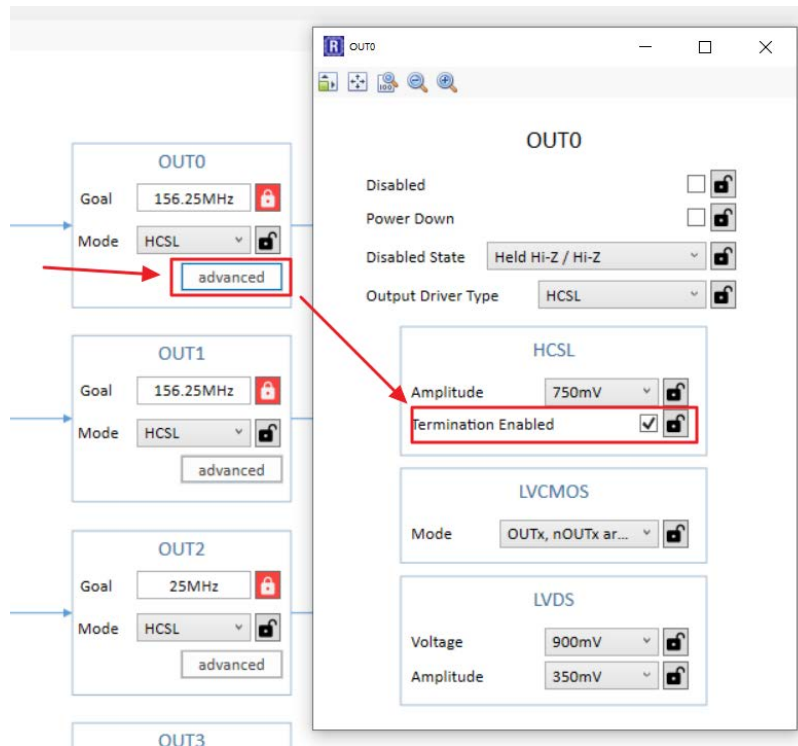 OUT0
Goal 156.25MHz
Mode HCSL
advanced
OUT1
Goal 156.25MHz
Mode HCSL
advanced
OUT2
Goal 25MHz
Mode HCSL
advanced
OUT3
R OUT0
100
OUT0
Disabled
Power Down
Disabled State Held Hi-Z / Hi-Z
Output Driver Type HCSL
HCSL
Amplitude 750mV
Termination Enabled
LVCMOS
Mode OUTx, nOUTx ar...
LVDS
Voltage 900mV
Amplitude 350mV